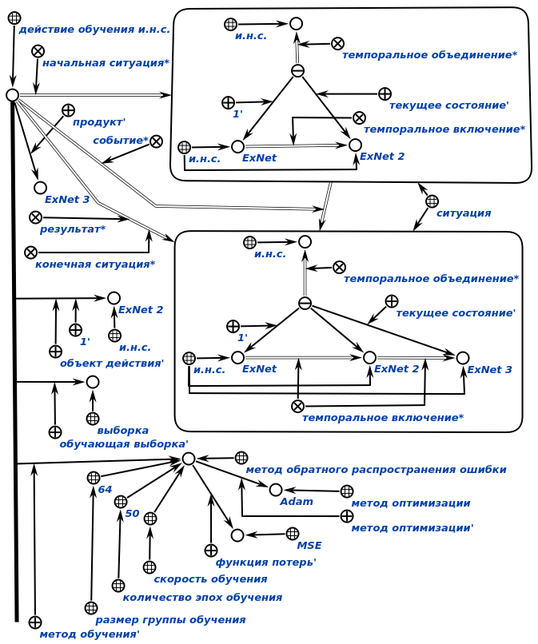 действие обучения и.н.с.
и.н.с.
темпоральное объединение*
начальная ситуация*
текущее состояние'
1'
продукт'
темпоральное включение*
событие*
и.н.с.
ExNet
ExNet 2
ExNet 3
ситуация
результат*
и.н.с.
конечная ситуация*
темпоральное объединение*
ExNet 2
текущее состояние'
1'
1'
и.н.с.
объект действия'
и.н.с.
ExNet
ExNet 2
ExNet 3
темпоральное включение*
выборка
обучающая выборка'
метод обратного распространения ошибки
64
Adam
метод оптимизации
50
метод оптимизации'
MSE
функция потерь'
скорость обучения
количество эпох обучения
размер группы обучения
метод обучения'